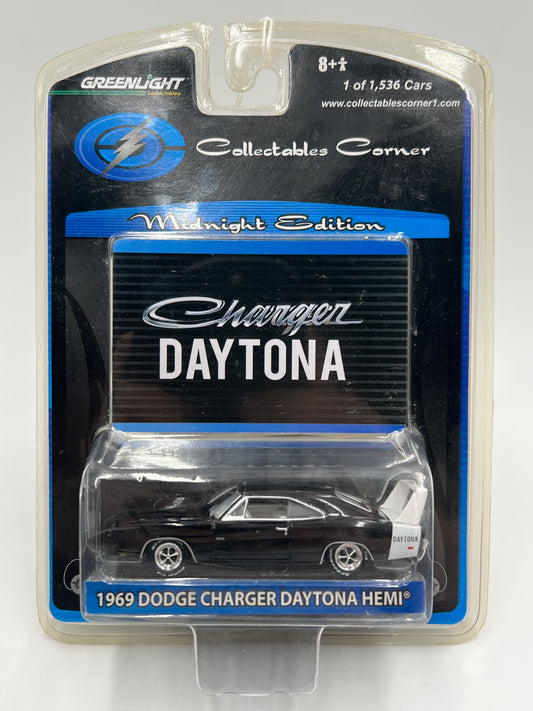 GREENLIGHT
collectibles
8+
1 of 1,536 Cars
www.collectablescorner1.com
Collectables Corner
Midnight Edition
Charger
DAYTONA
DAYTONA
1969 DODGE CHARGER DAYTONA HEMI®